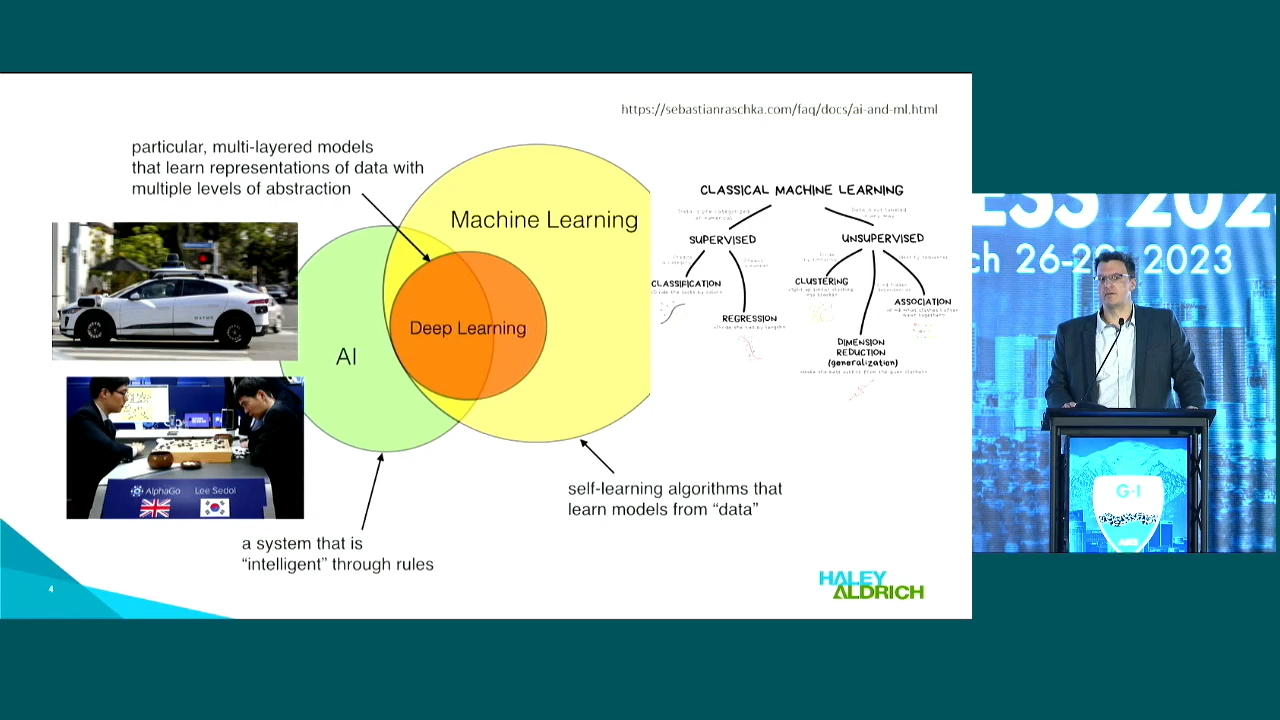 https://sebastianraschka.com/faq/docs/ai-and-ml.html
particular, multi-layered models
that learn representations of data with
multiple levels of abstraction
Machine Learning
Deep Learning
AI
AlphaGo
Lee Sedol
self-learning algorithms that
learn models from “data”
a system that is
“intelligent” through rules
CLASSICAL MACHINE LEARNING
SUPERVISED
UNSUPERVISED
CLASSIFICATION
REGRESSION
CLUSTERING
ASSOCIATION
DIMENSION
REDUCTION
(generalization)
4
HALEY
ALDRICH
ESS 202
ch 26-29 2023
G-I